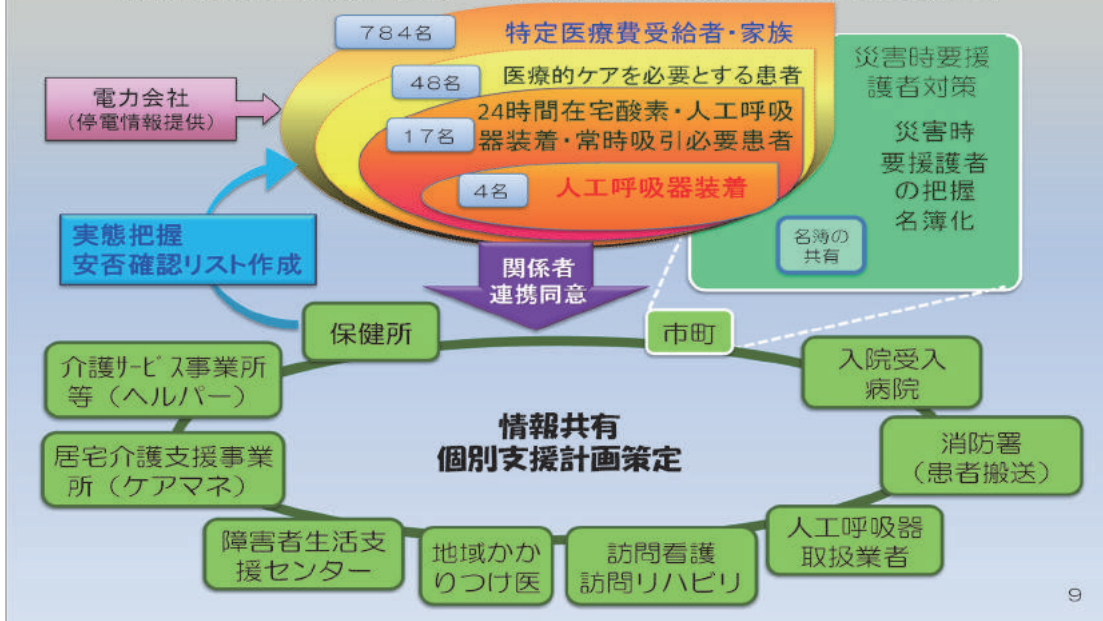 784名
特定医療費受給者・家族
48名
医療的ケアを必要とする患者
17名
24時間在宅酸素・人工呼吸
器装着・常時吸引必要患者
4名
人工呼吸器装着
電力会社
（停電情報提供）
災害時要援
護者対策
災害時
要援護者
の把握
名簿化
名簿の
共有
実態把握
安否確認リスト作成
関係者
連携同意
保健所
市町
介護ｻｰﾋﾞｽ事業所
等（ヘルパー）
入院受入
病院
情報共有
個別支援計画策定
居宅介護支援事業
所（ケアマネ）
消防署
（患者搬送）
障害者生活支
援センター
地域かか
りつけ医
訪問看護
訪問リハビリ
人工呼吸器
取扱業者
9